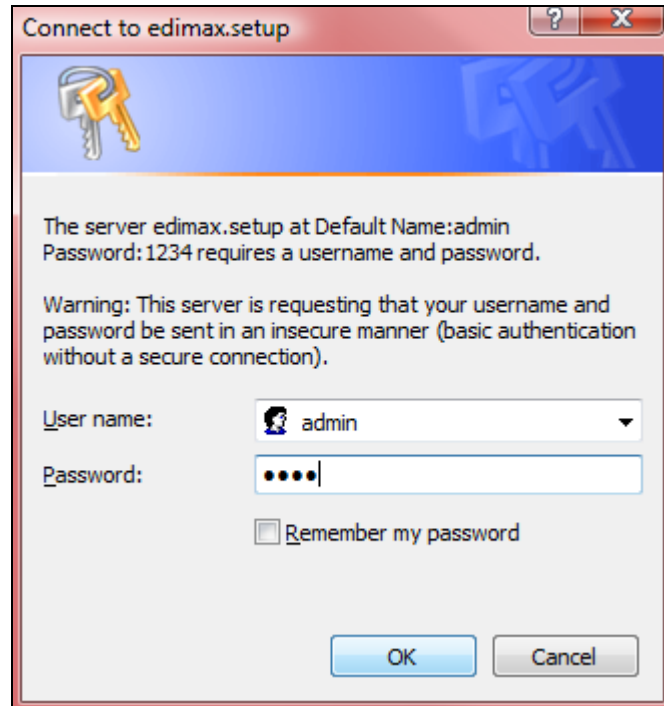 Connect to edimax.setup
?
X
The server edimax.setup at Default Name:admin
Password:1234 requires a username and password.
Warning: This server is requesting that your username and
password be sent in an insecure manner (basic authentication
without a secure connection).
User name:
admin
Password:
••••
Remember my password
OK
Cancel